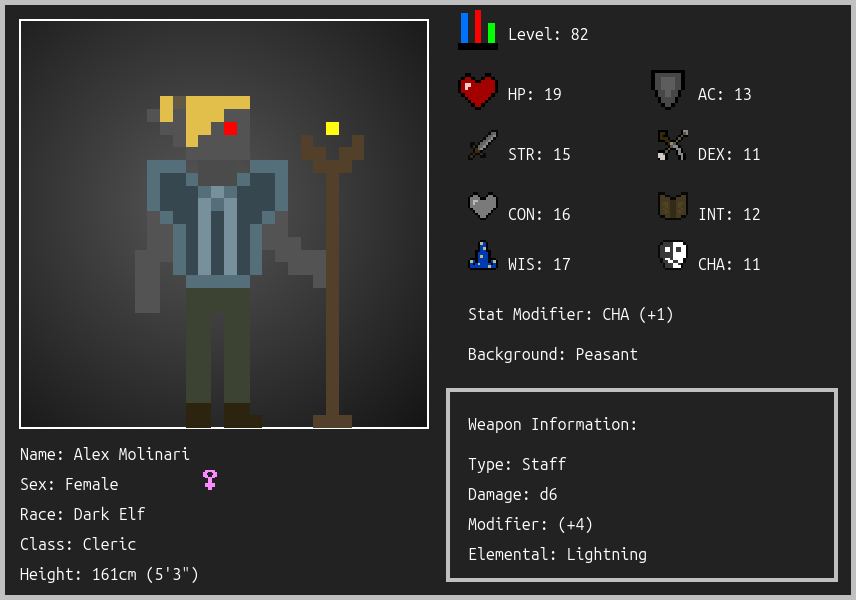 Level: 82
HP: 19
AC: 13
STR: 15
DEX: 11
CON: 16
INT: 12
WIS: 17
CHA: 11
Stat Modifier: CHA (+1)
Background: Peasant
Weapon Information:
Type: Staff
Damage: d6
Modifier: (+4)
Elemental: Lightning
Name: Alex Molinari
Sex: Female
Race: Dark Elf
Class: Cleric
Height: 161cm (5'3")